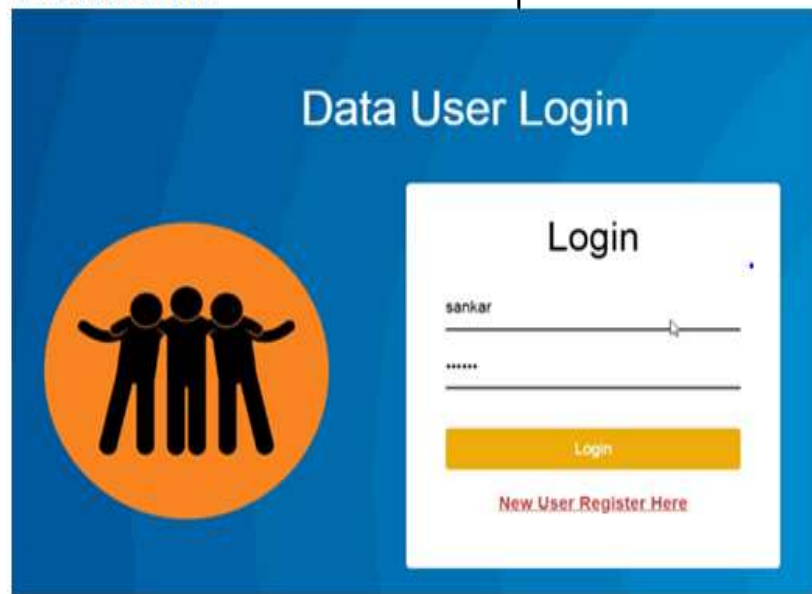 Data User Login
Login
sankar
••••••
Login
New User Register Here